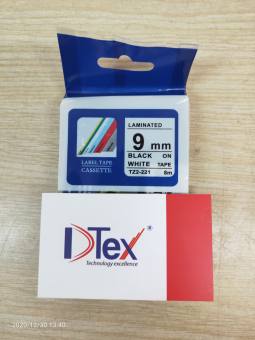 LAMINATED
9 mm
BLACK ON
WHITE TAPE
TZ2-221 8m
LABEL TAPE
CASSETTE
DTex®
Technology excellence
2020/12/30 13:40